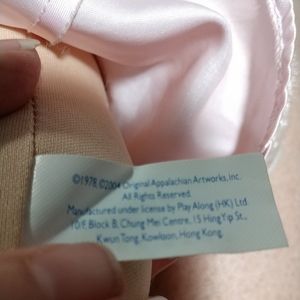 ©1978, ©2004 Original Appalachian Artworks, Inc.
All Rights Reserved.
Manufactured under license by Play Along (HK) Ltd.
10/F, Block B, Chung Mei Centre, 15 Hing Yip St.,
Kwun Tong, Kowloon, Hong Kong.